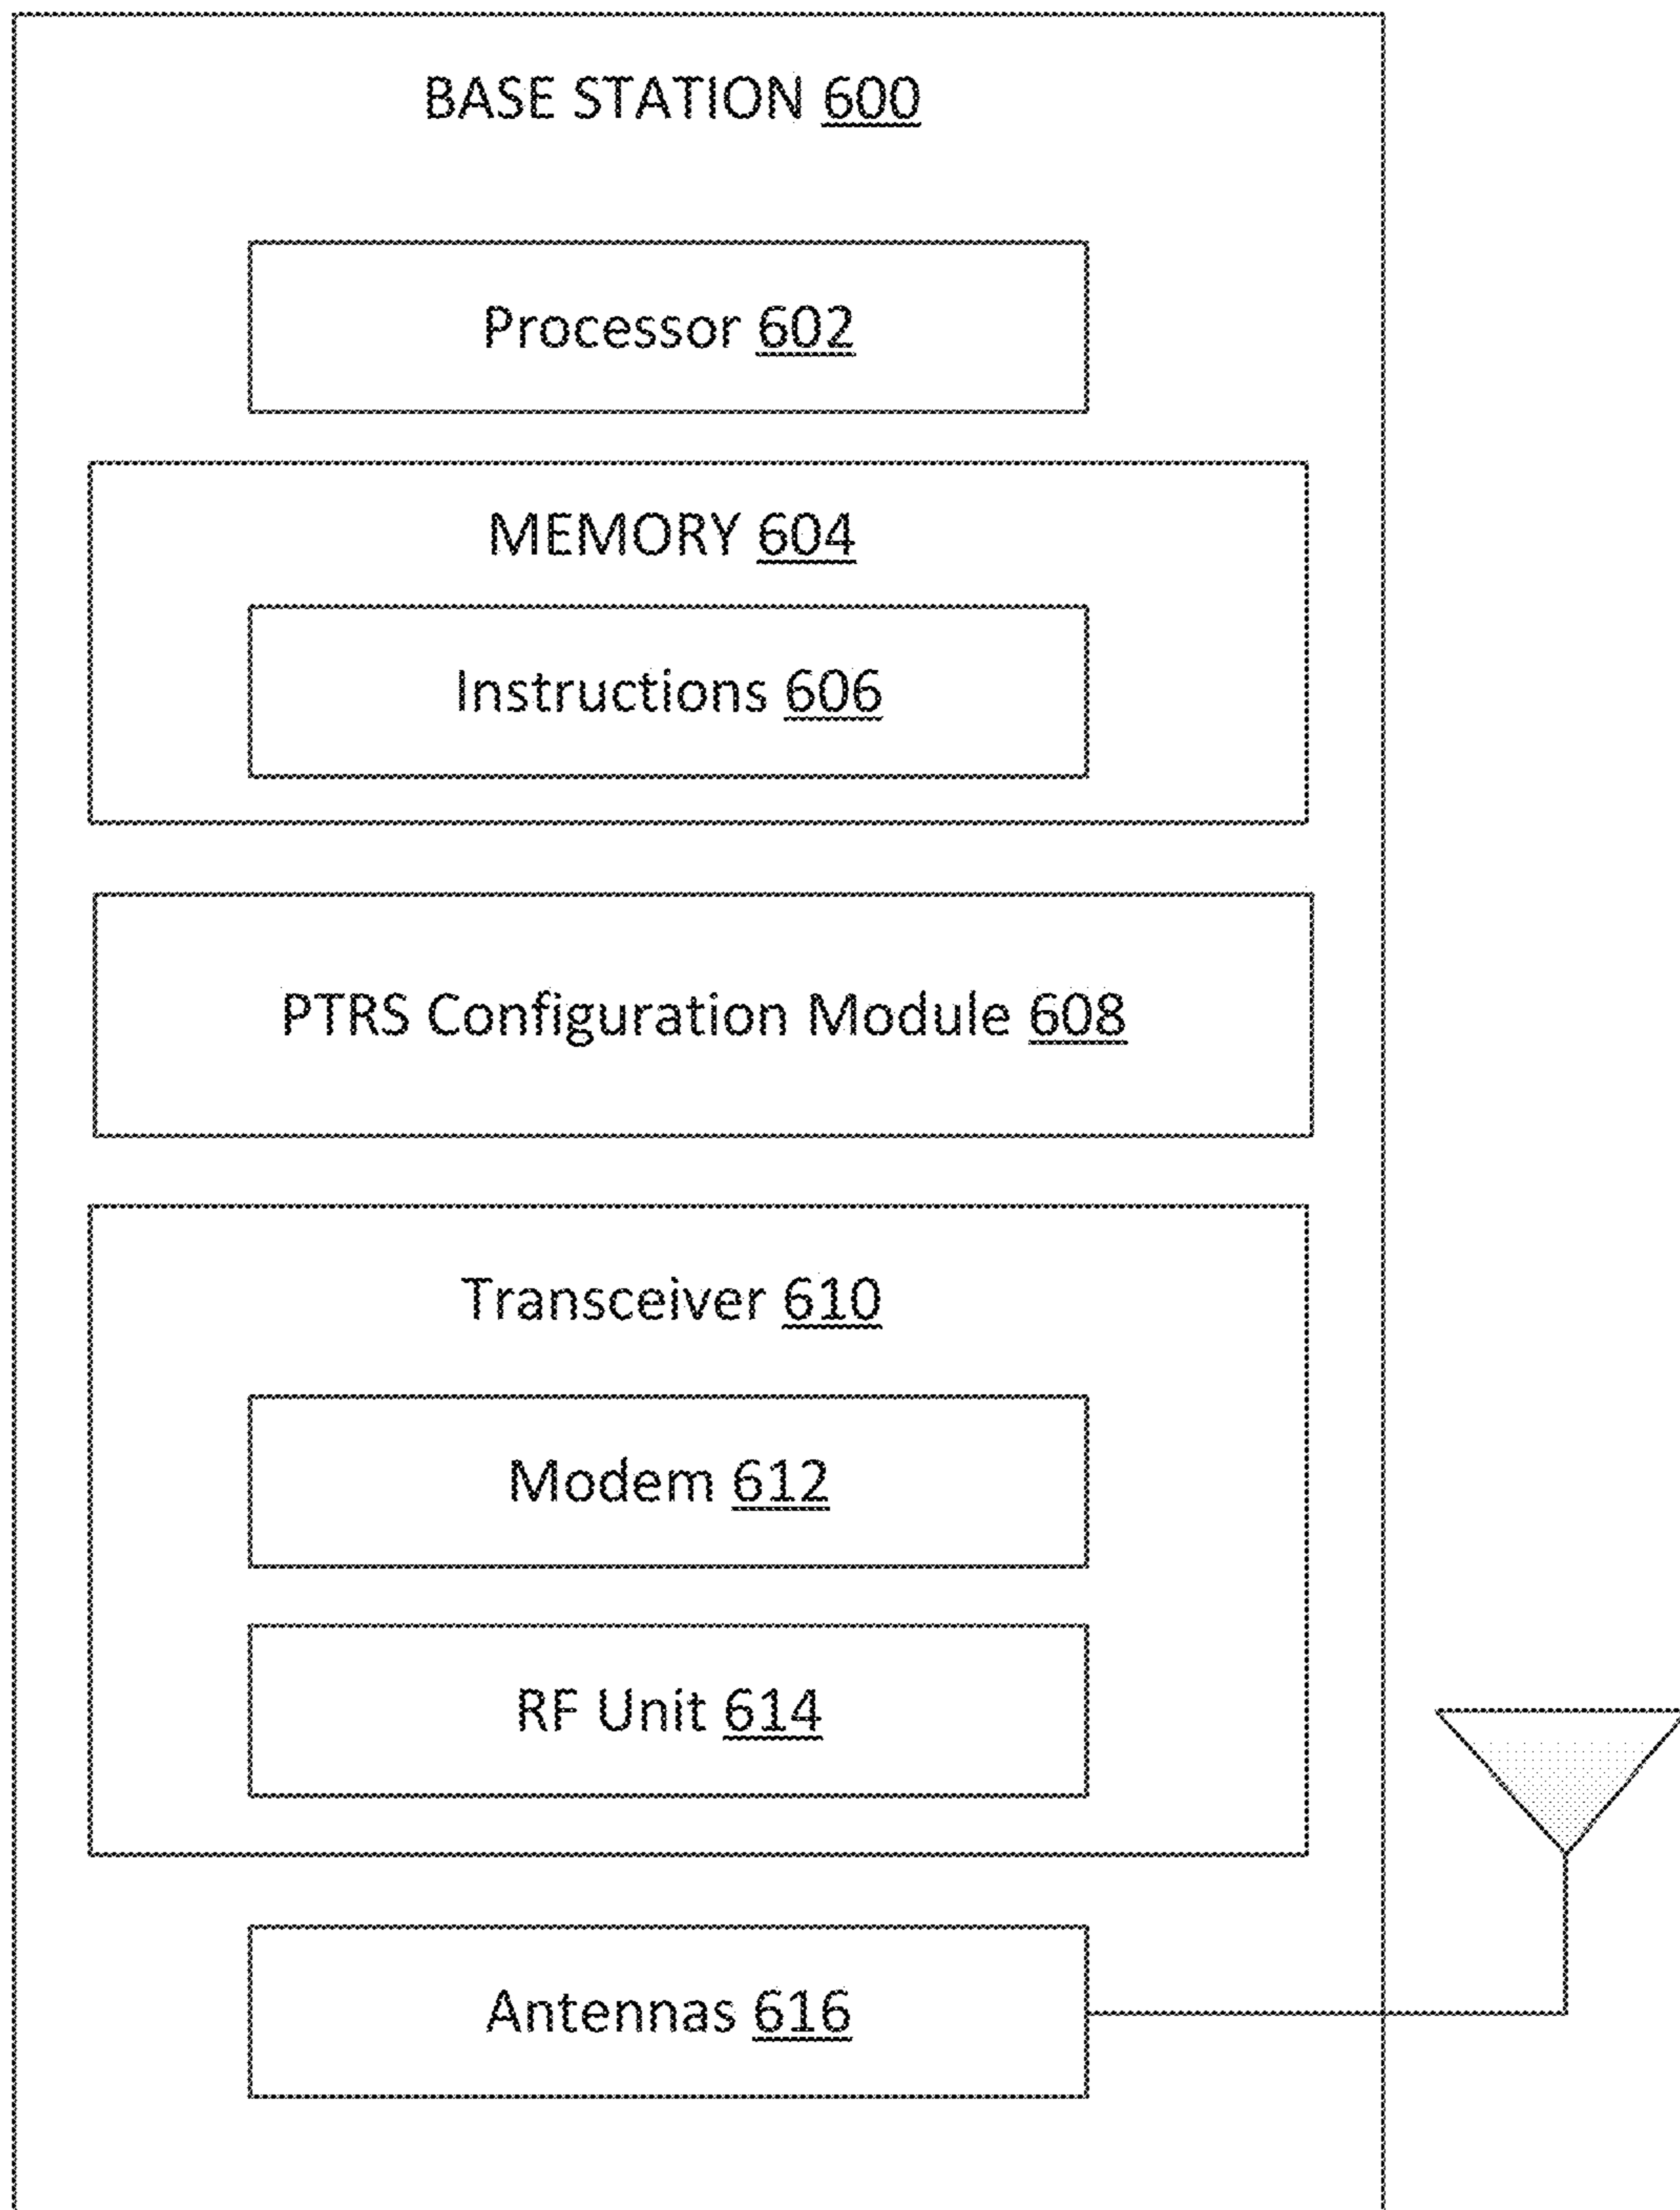 BASE STATION 600
Processor 602
MEMORY 604
Instructions 606
PTRS Configuration Module 608
Transceiver 610
Modem 612
RF Unit 614
Antennas 616